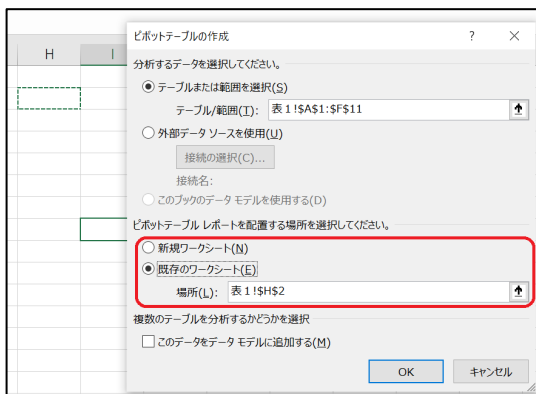 H
I
ピボットテーブルの作成
?
×
分析するデータを選択してください。
テーブルまたは範囲を選択(S)
テーブル/範囲(T):
表１!$A$1:$F$11
外部データ ソースを使用(U)
接続の選択(C)...
接続名:
このブックのデータ モデルを使用する(D)
ピボットテーブル レポートを配置する場所を選択してください。
新規ワークシート(N)
既存のワークシート(E)
場所(L):
表１!$H$2
複数のテーブルを分析するかどうかを選択
このデータをデータ モデルに追加する(M)
OK
キャンセル